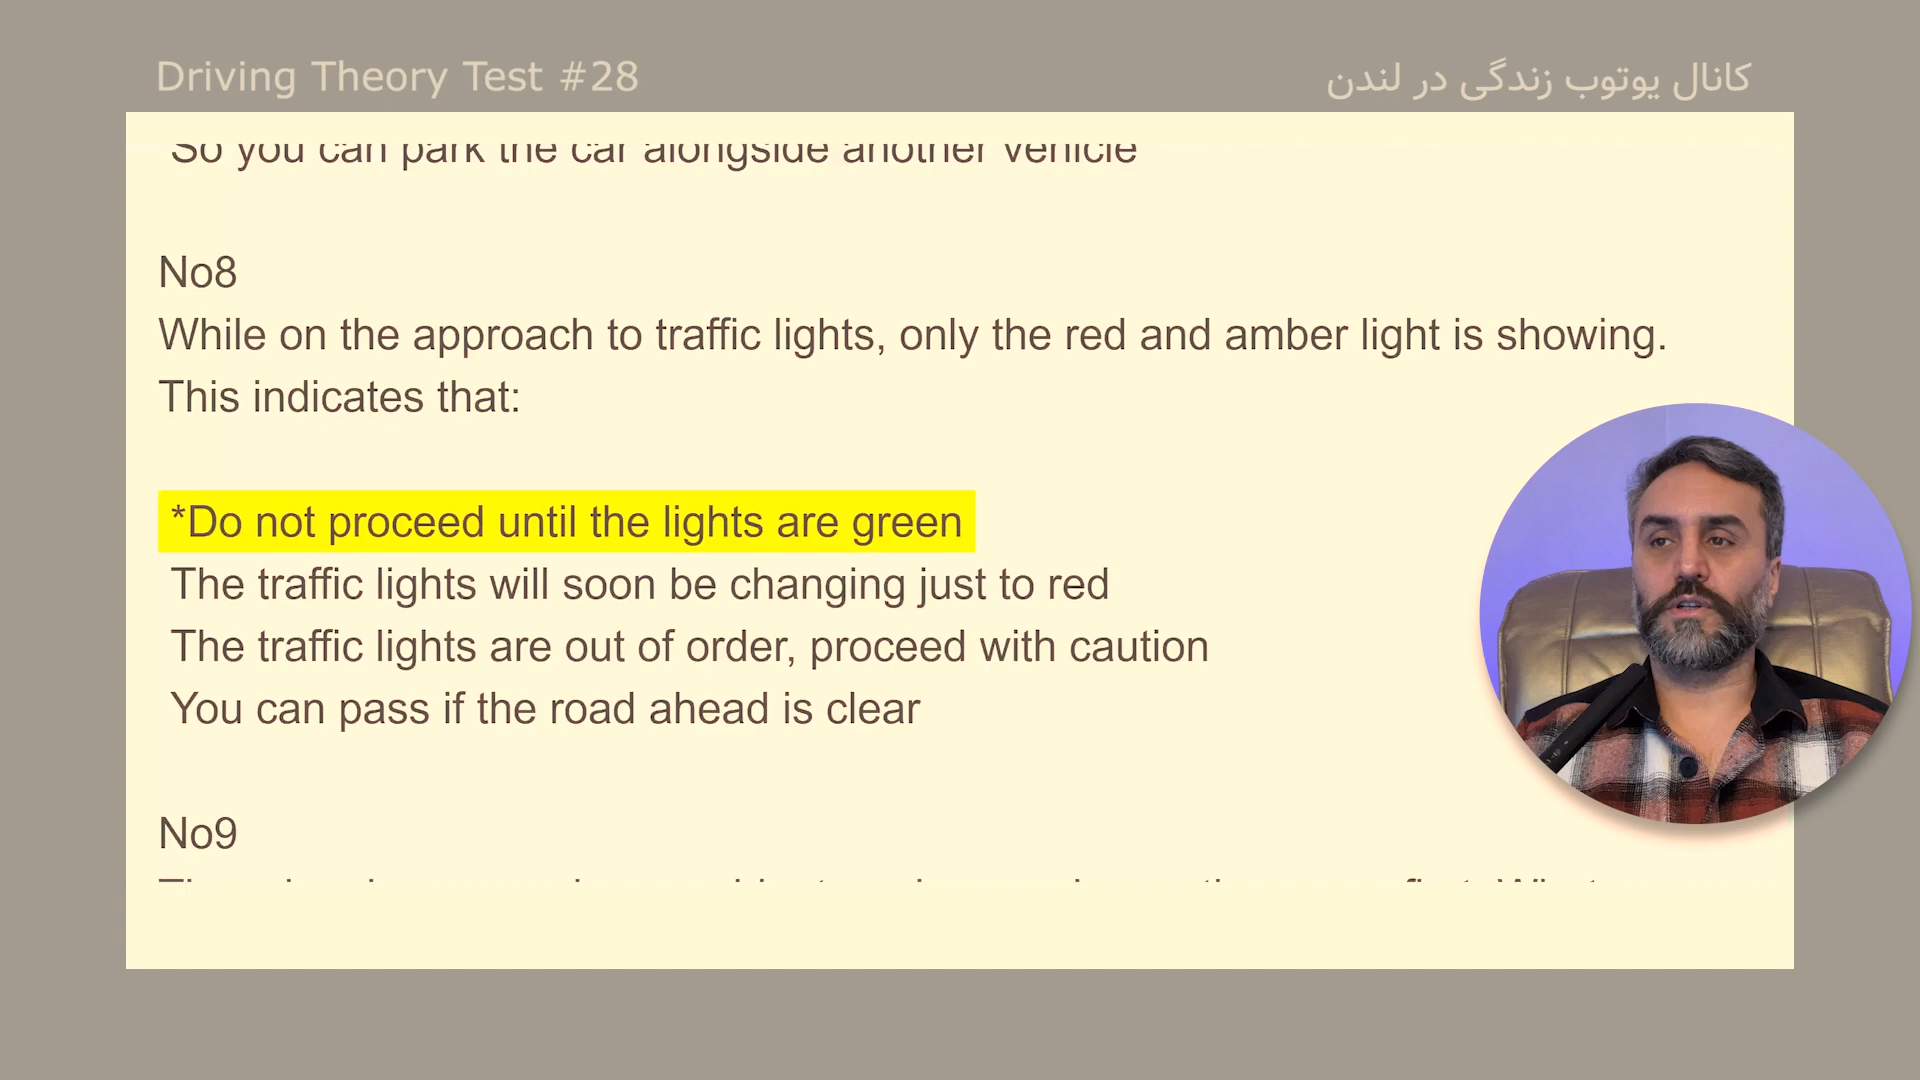 Driving Theory Test #28
کانال یوتوب زندگی در لندن
So you can park the car alongside another vehicle
No8
While on the approach to traffic lights, only the red and amber light is showing.
This indicates that:
*Do not proceed until the lights are green
The traffic lights will soon be changing just to red
The traffic lights are out of order, proceed with caution
You can pass if the road ahead is clear
No9